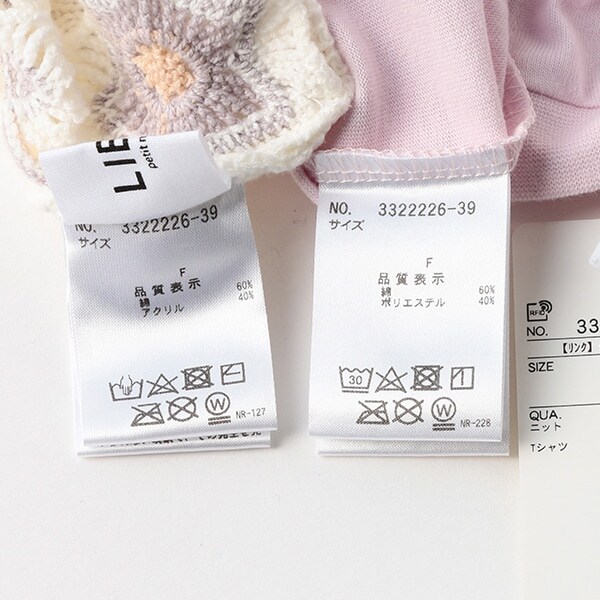 LIE
petit
NO. 3322226-39
サイズ
F
品質表示
綿 60%
アクリル 40%
W
NR-127
NO. 3322226-39
サイズ
F
品質表示
綿 60%
ポリエステル 40%
30
W
NR-228
RFID
NO. 33
【リンク】
SIZE
QUA.
ニット
Tシャツ